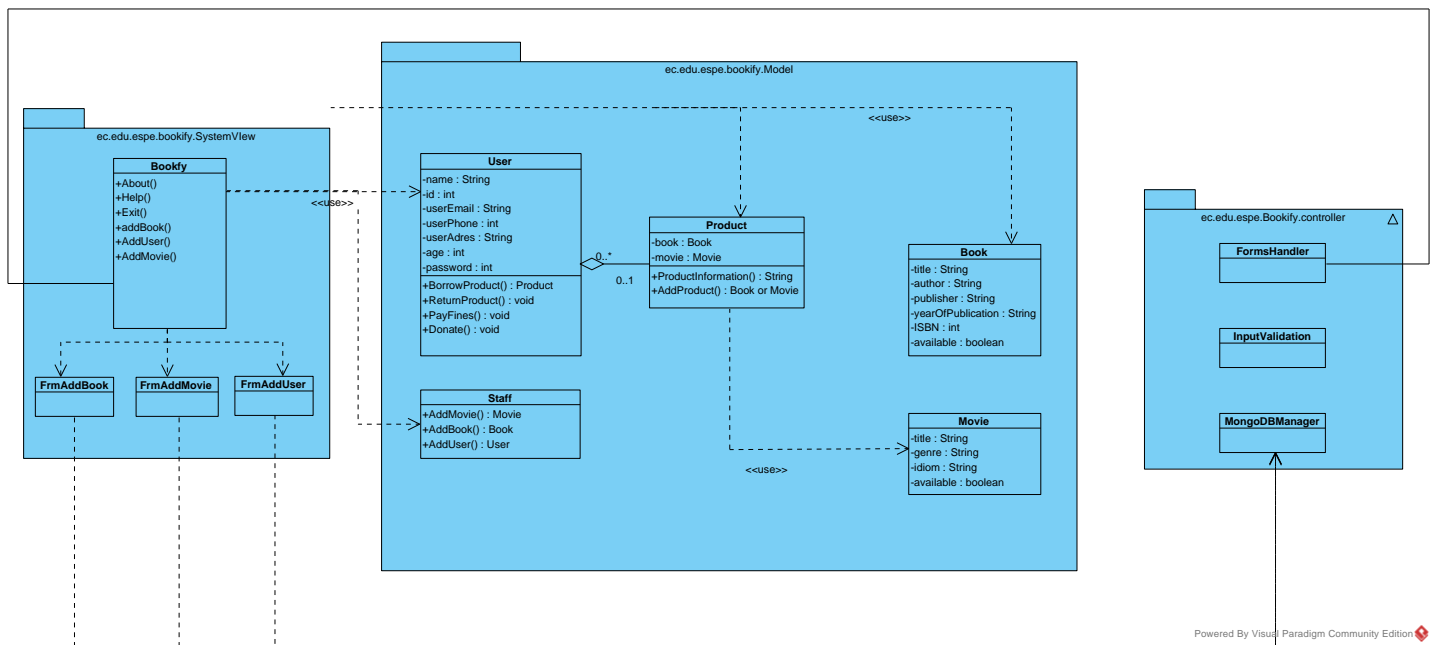 ec.edu.espe.bookify.SystemVIew
Bookfy
+About()
+Help()
+Exit()
+addBook()
+AddUser()
+AddMovie()
FrmAddBook
FrmAddMovie
FrmAddUser
<<use>>
ec.edu.espe.bookify.Model
<<use>>
User
-name : String
-id : int
-userEmail : String
-userPhone : int
-userAdres : String
-age : int
-password : int
+BorrowProduct() : Product
+ReturnProduct() : void
+PayFines() : void
+Donate() : void
0..*
0..1
Product
-book : Book
-movie : Movie
+ProductInformation() : String
+AddProduct() : Book or Movie
Book
-title : String
-author : String
-publisher : String
-yearOfPublication : String
-ISBN : int
-available : boolean
Staff
+AddMovie() : Movie
+AddBook() : Book
+AddUser() : User
<<use>>
Movie
-title : String
-genre : String
-idiom : String
-available : boolean
ec.edu.espe.Bookify.controller
FormsHandler
InputValidation
MongoDBManager
Powered By Visual Paradigm Community Edition